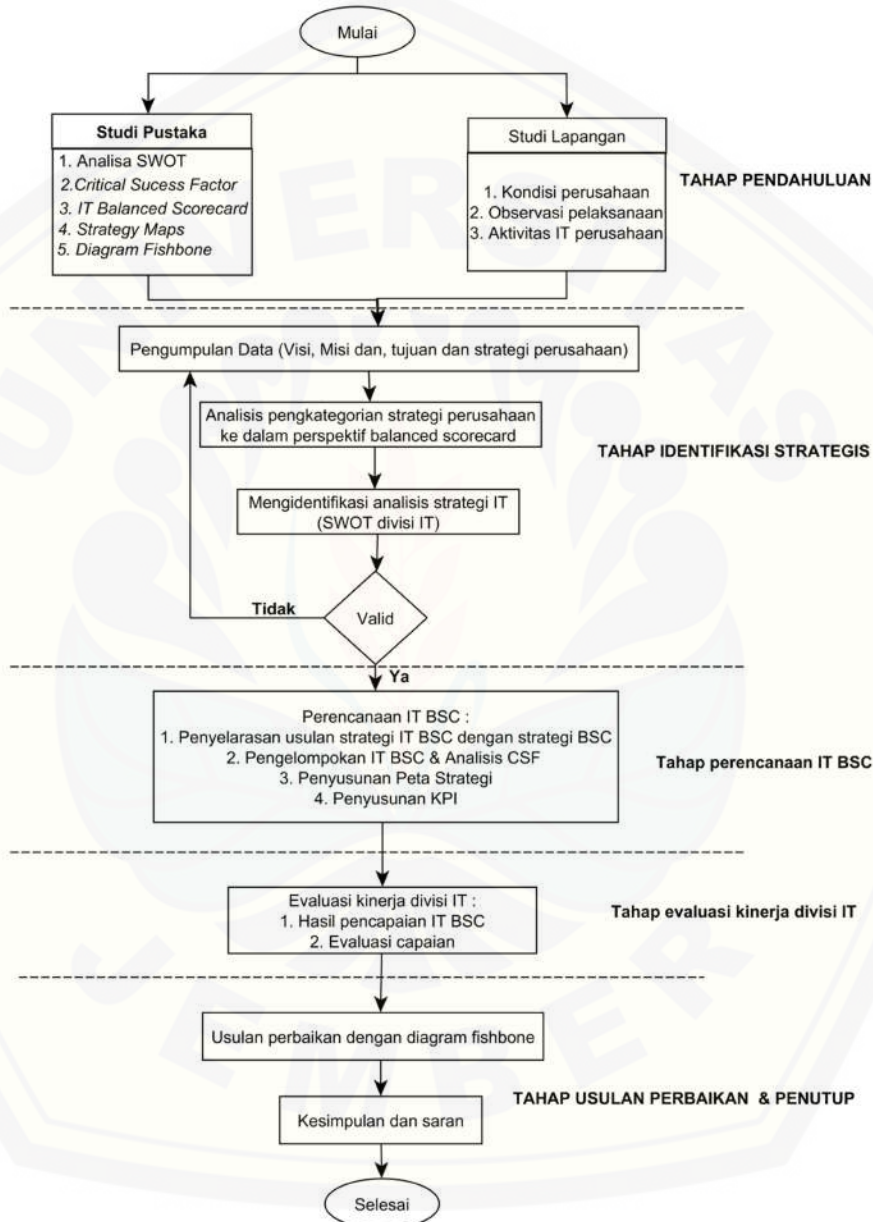 Mulai
Studi Pustaka
1. Analisa SWOT
2.Critical Sucess Factor
3. IT Balanced Scorecard
4. Strategy Maps
5. Diagram Fishbone
Studi Lapangan
1. Kondisi perusahaan
2. Observasi pelaksanaan
3. Aktivitas IT perusahaan
TAHAP PENDAHULUAN
Pengumpulan Data (Visi, Misi dan, tujuan dan strategi perusahaan)
Analisis pengkategorian strategi perusahaan
ke dalam perspektif balanced scorecard
TAHAP IDENTIFIKASI STRATEGIS
Mengidentifikasi analisis strategi IT
(SWOT divisi IT)
Tidak
Valid
Ya
Perencanaan IT BSC :
1. Penyelarasan usulan strategi IT BSC dengan strategi BSC
2. Pengelompokan IT BSC & Analisis CSF
3. Penyusunan Peta Strategi
4. Penyusunan KPI
Tahap perencanaan IT BSC
Evaluasi kinerja divisi IT :
1. Hasil pencapaian IT BSC
2. Evaluasi capaian
Tahap evaluasi kinerja divisi IT
Usulan perbaikan dengan diagram fishbone
TAHAP USULAN PERBAIKAN & PENUTUP
Kesimpulan dan saran
Selesai
UNIVERSITAS
JEMBER